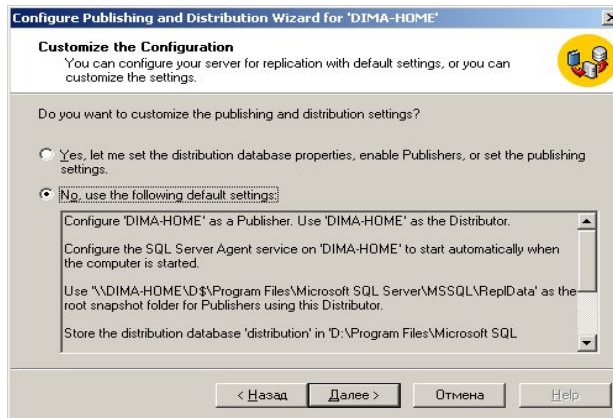 Configure Publishing and Distribution Wizard for 'DIMA-HOME'
Customize the Configuration
You can configure your server for replication with default settings, or you can
customize the settings.
Do you want to customize the publishing and distribution settings?
Yes, let me set the distribution database properties, enable Publishers, or set the publishing
settings.
No, use the following default settings:
Configure 'DIMA-HOME' as a Publisher. Use 'DIMA-HOME' as the Distributor.
Configure the SQL Server Agent service on 'DIMA-HOME' to start automatically when
the computer is started.
Use '\\DIMA-HOME\D$\Program Files\Microsoft SQL Server\MSSQL\ReplData' as the
root snapshot folder for Publishers using this Distributor.
Store the distribution database 'distribution' in 'D:\Program Files\Microsoft SQL
< Назад Далее > Отмена Help